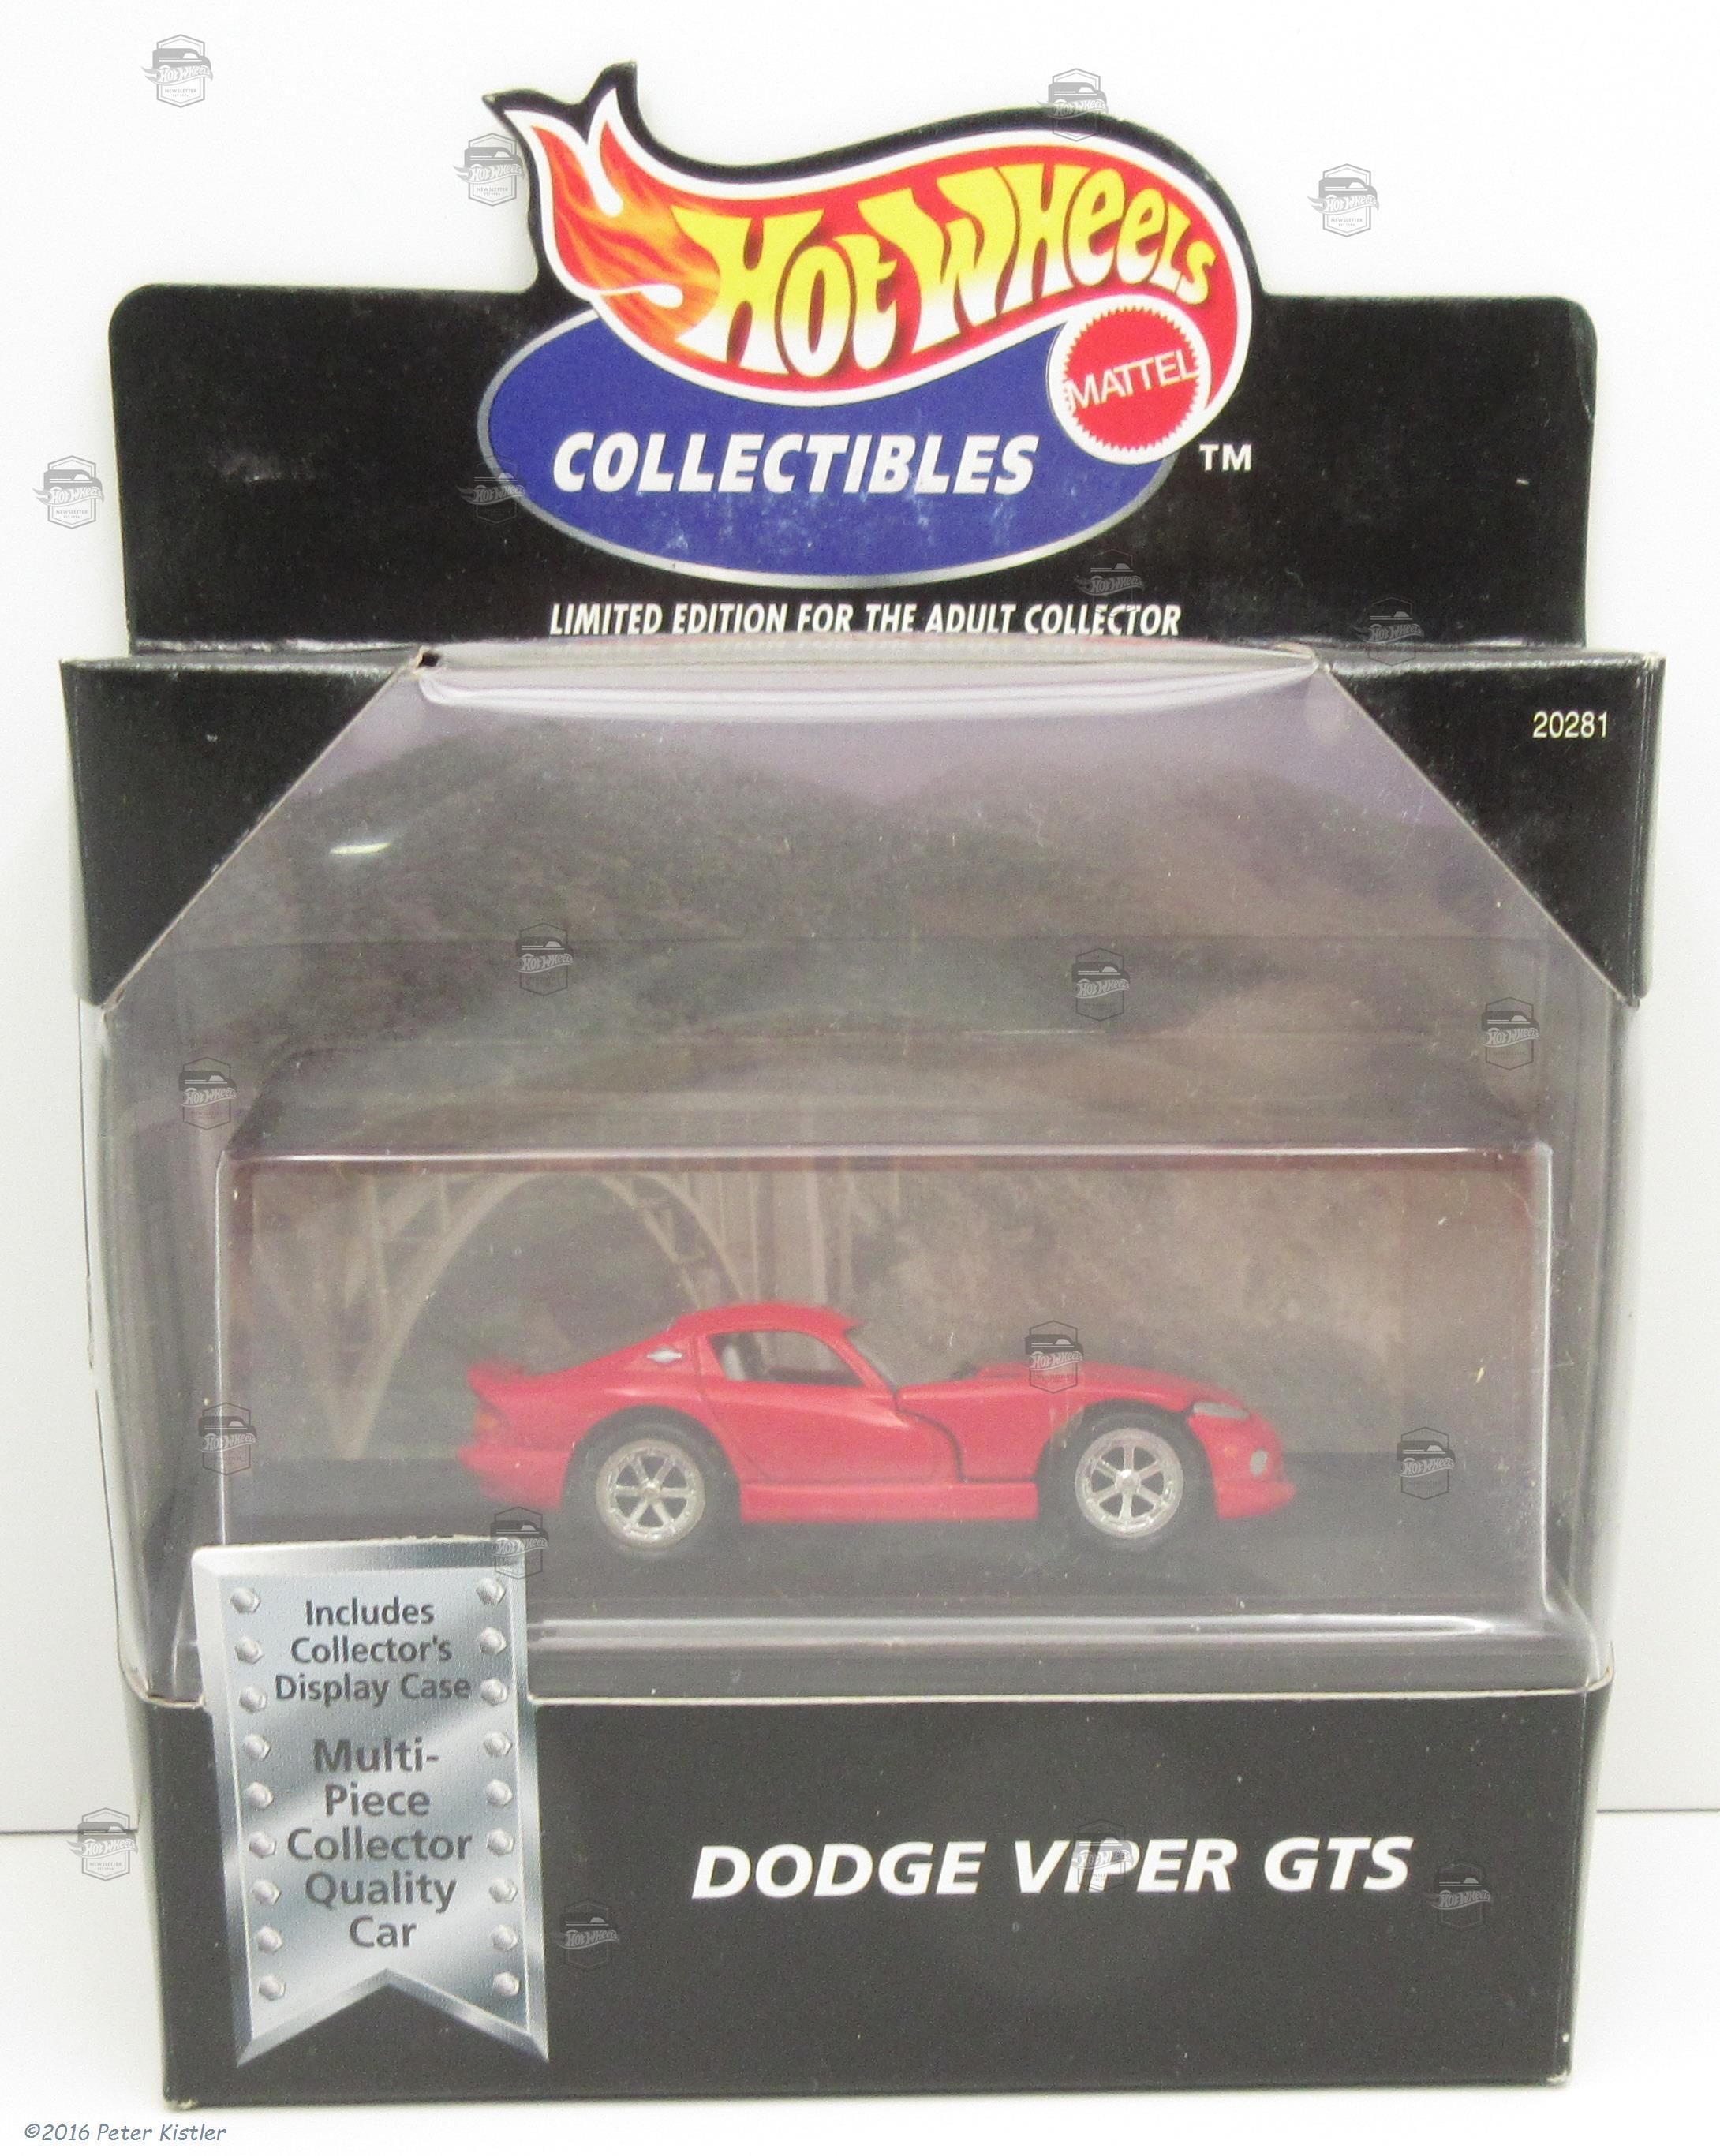 Hot Wheels
MATTEL
COLLECTIBLES
TM
LIMITED EDITION FOR THE ADULT COLLECTOR
20281
Includes
Collector's
Display Case
Multi-
Piece
Collector
Quality
Car
DODGE VIPER GTS
©2016 Peter Kistler